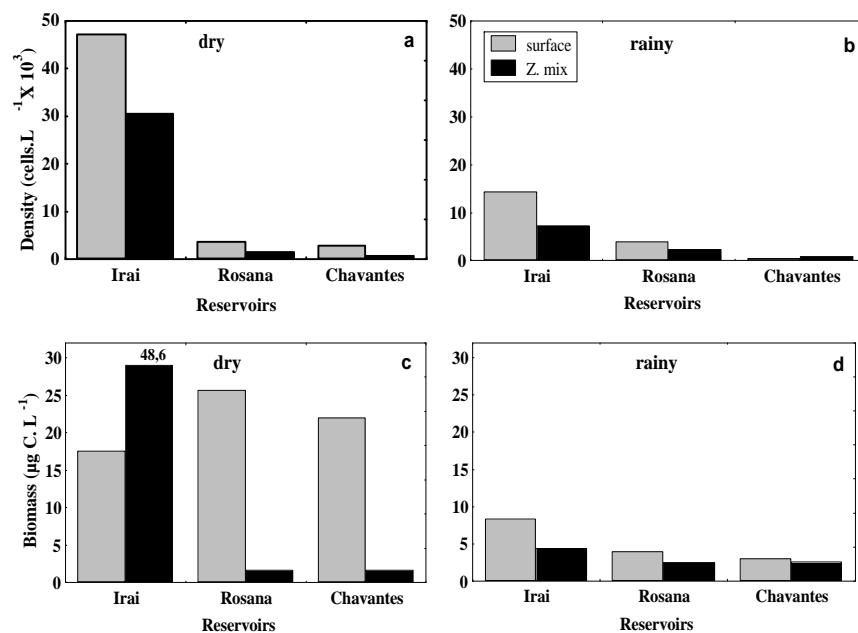 50
40
30
20
10
0
Density (cells.L⁻¹ X 10³)
dry
a
Irai Rosana Chavantes
Reservoirs
50
40
30
20
10
0
surface
Z. mix
rainy
b
Irai Rosana Chavantes
Reservoirs
30
25
20
15
10
5
0
Biomass (µg C. L⁻¹)
48,6
dry
c
Irai Rosana Chavantes
Reservoirs
30
25
20
15
10
5
0
rainy
d
Irai Rosana Chavantes
Reservoirs